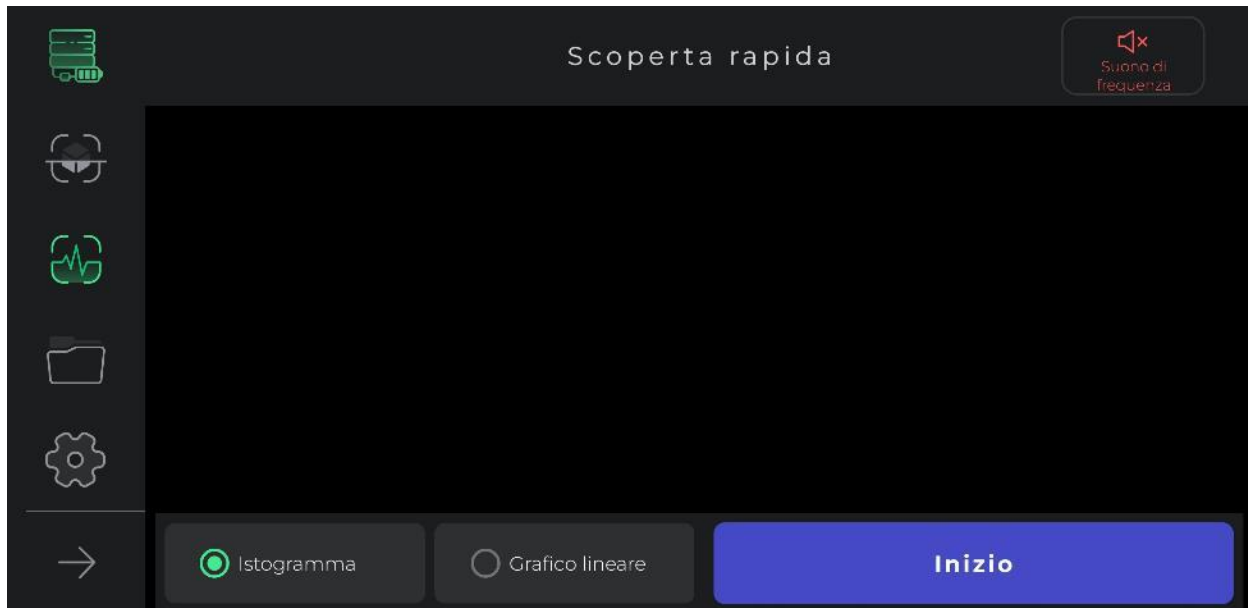 Scoperta rapida
Suono di
frequenza
Istogramma
Grafico lineare
Inizio